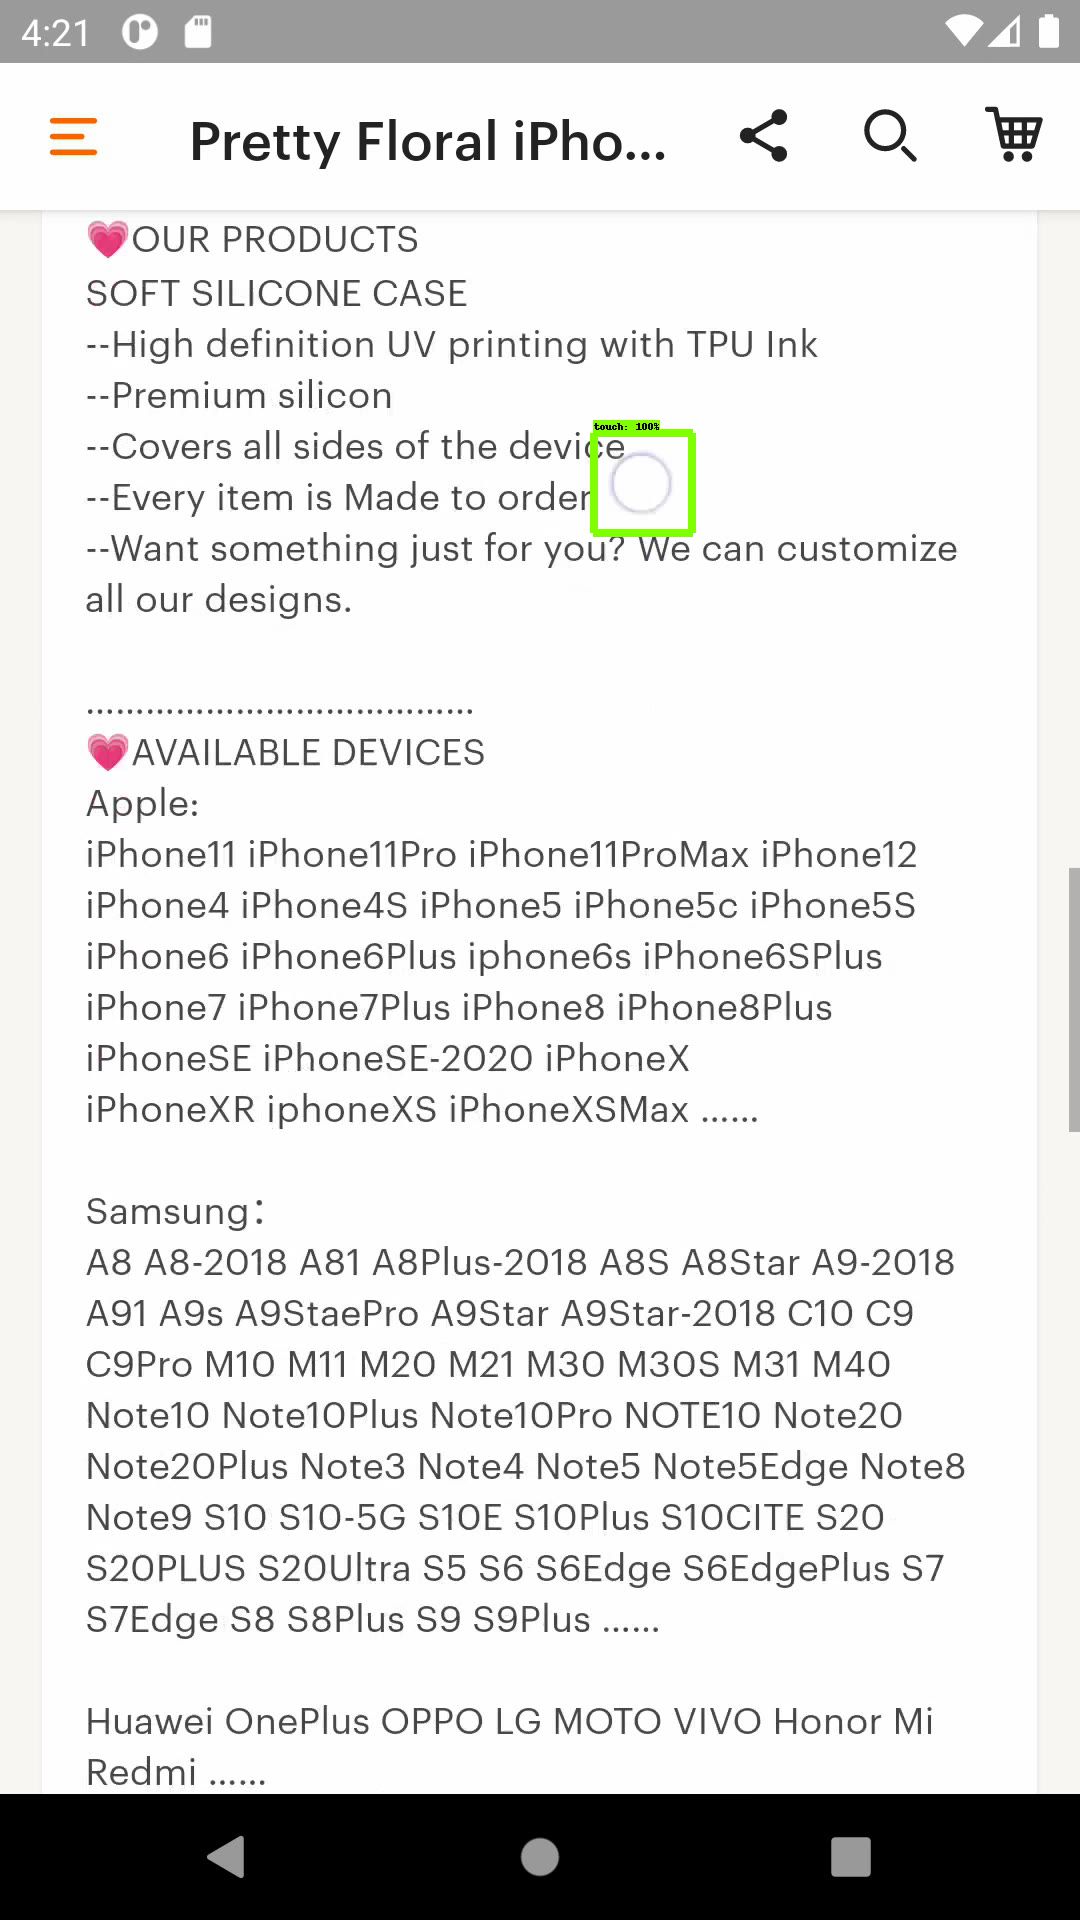 4:21
Pretty Floral iPho...
💗OUR PRODUCTS
SOFT SILICONE CASE
--High definition UV printing with TPU Ink
--Premium silicon
--Covers all sides of the device
--Every item is Made to order
--Want something just for you? We can customize
all our designs.
.......................................
💗AVAILABLE DEVICES
Apple:
iPhone11 iPhone11Pro iPhone11ProMax iPhone12
iPhone4 iPhone4S iPhone5 iPhone5c iPhone5S
iPhone6 iPhone6Plus iphone6s iPhone6SPlus
iPhone7 iPhone7Plus iPhone8 iPhone8Plus
iPhoneSE iPhoneSE-2020 iPhoneX
iPhoneXR iphoneXS iPhoneXSMax ......
Samsung：
A8 A8-2018 A81 A8Plus-2018 A8S A8Star A9-2018
A91 A9s A9StaePro A9Star A9Star-2018 C10 C9
C9Pro M10 M11 M20 M21 M30 M30S M31 M40
Note10 Note10Plus Note10Pro NOTE10 Note20
Note20Plus Note3 Note4 Note5 Note5Edge Note8
Note9 S10 S10-5G S10E S10Plus S10CITE S20
S20PLUS S20Ultra S5 S6 S6Edge S6EdgePlus S7
S7Edge S8 S8Plus S9 S9Plus ......
Huawei OnePlus OPPO LG MOTO VIVO Honor Mi
Redmi ......
touch: 100%